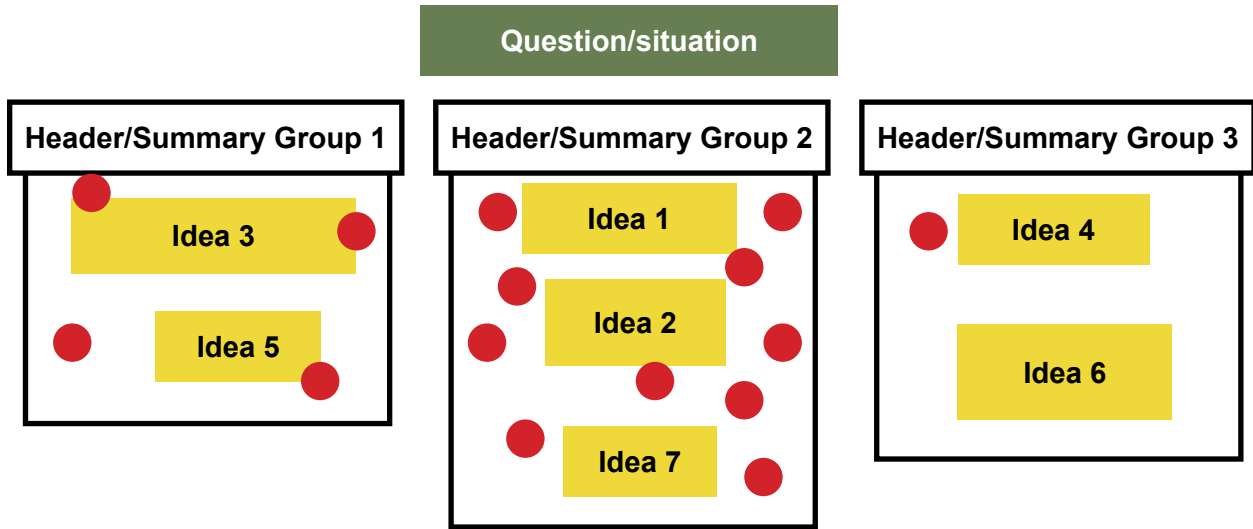 Question/situation
Header/Summary Group 1
Idea 3
Idea 5
Header/Summary Group 2
Idea 1
Idea 2
Idea 7
Header/Summary Group 3
Idea 4
Idea 6